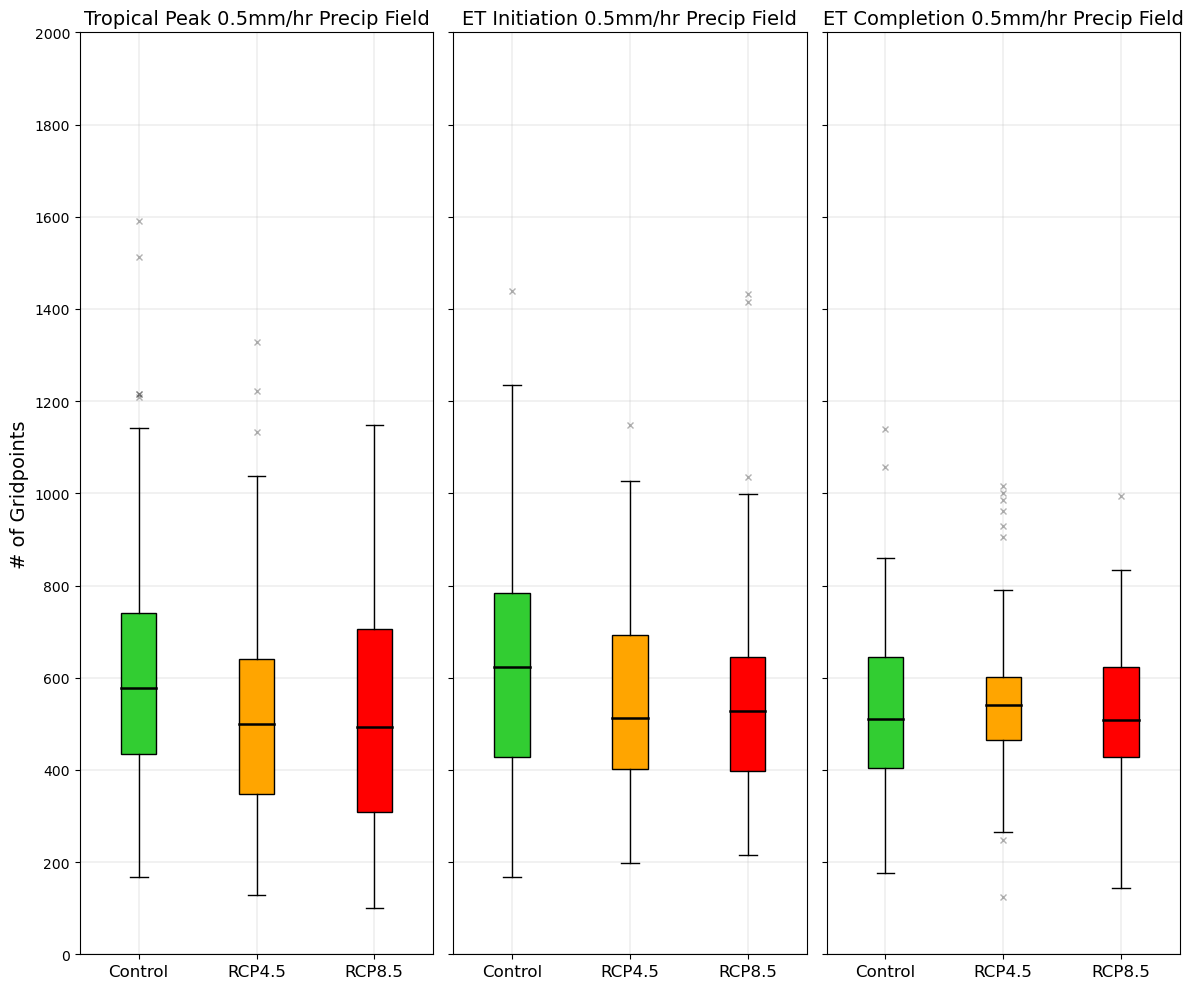 Tropical Peak 0.5mm/hr Precip Field
ET Initiation 0.5mm/hr Precip Field
ET Completion 0.5mm/hr Precip Field
# of Gridpoints
2000
1800
1600
1400
1200
1000
800
600
400
200
0
Control RCP4.5 RCP8.5
Control RCP4.5 RCP8.5
Control RCP4.5 RCP8.5